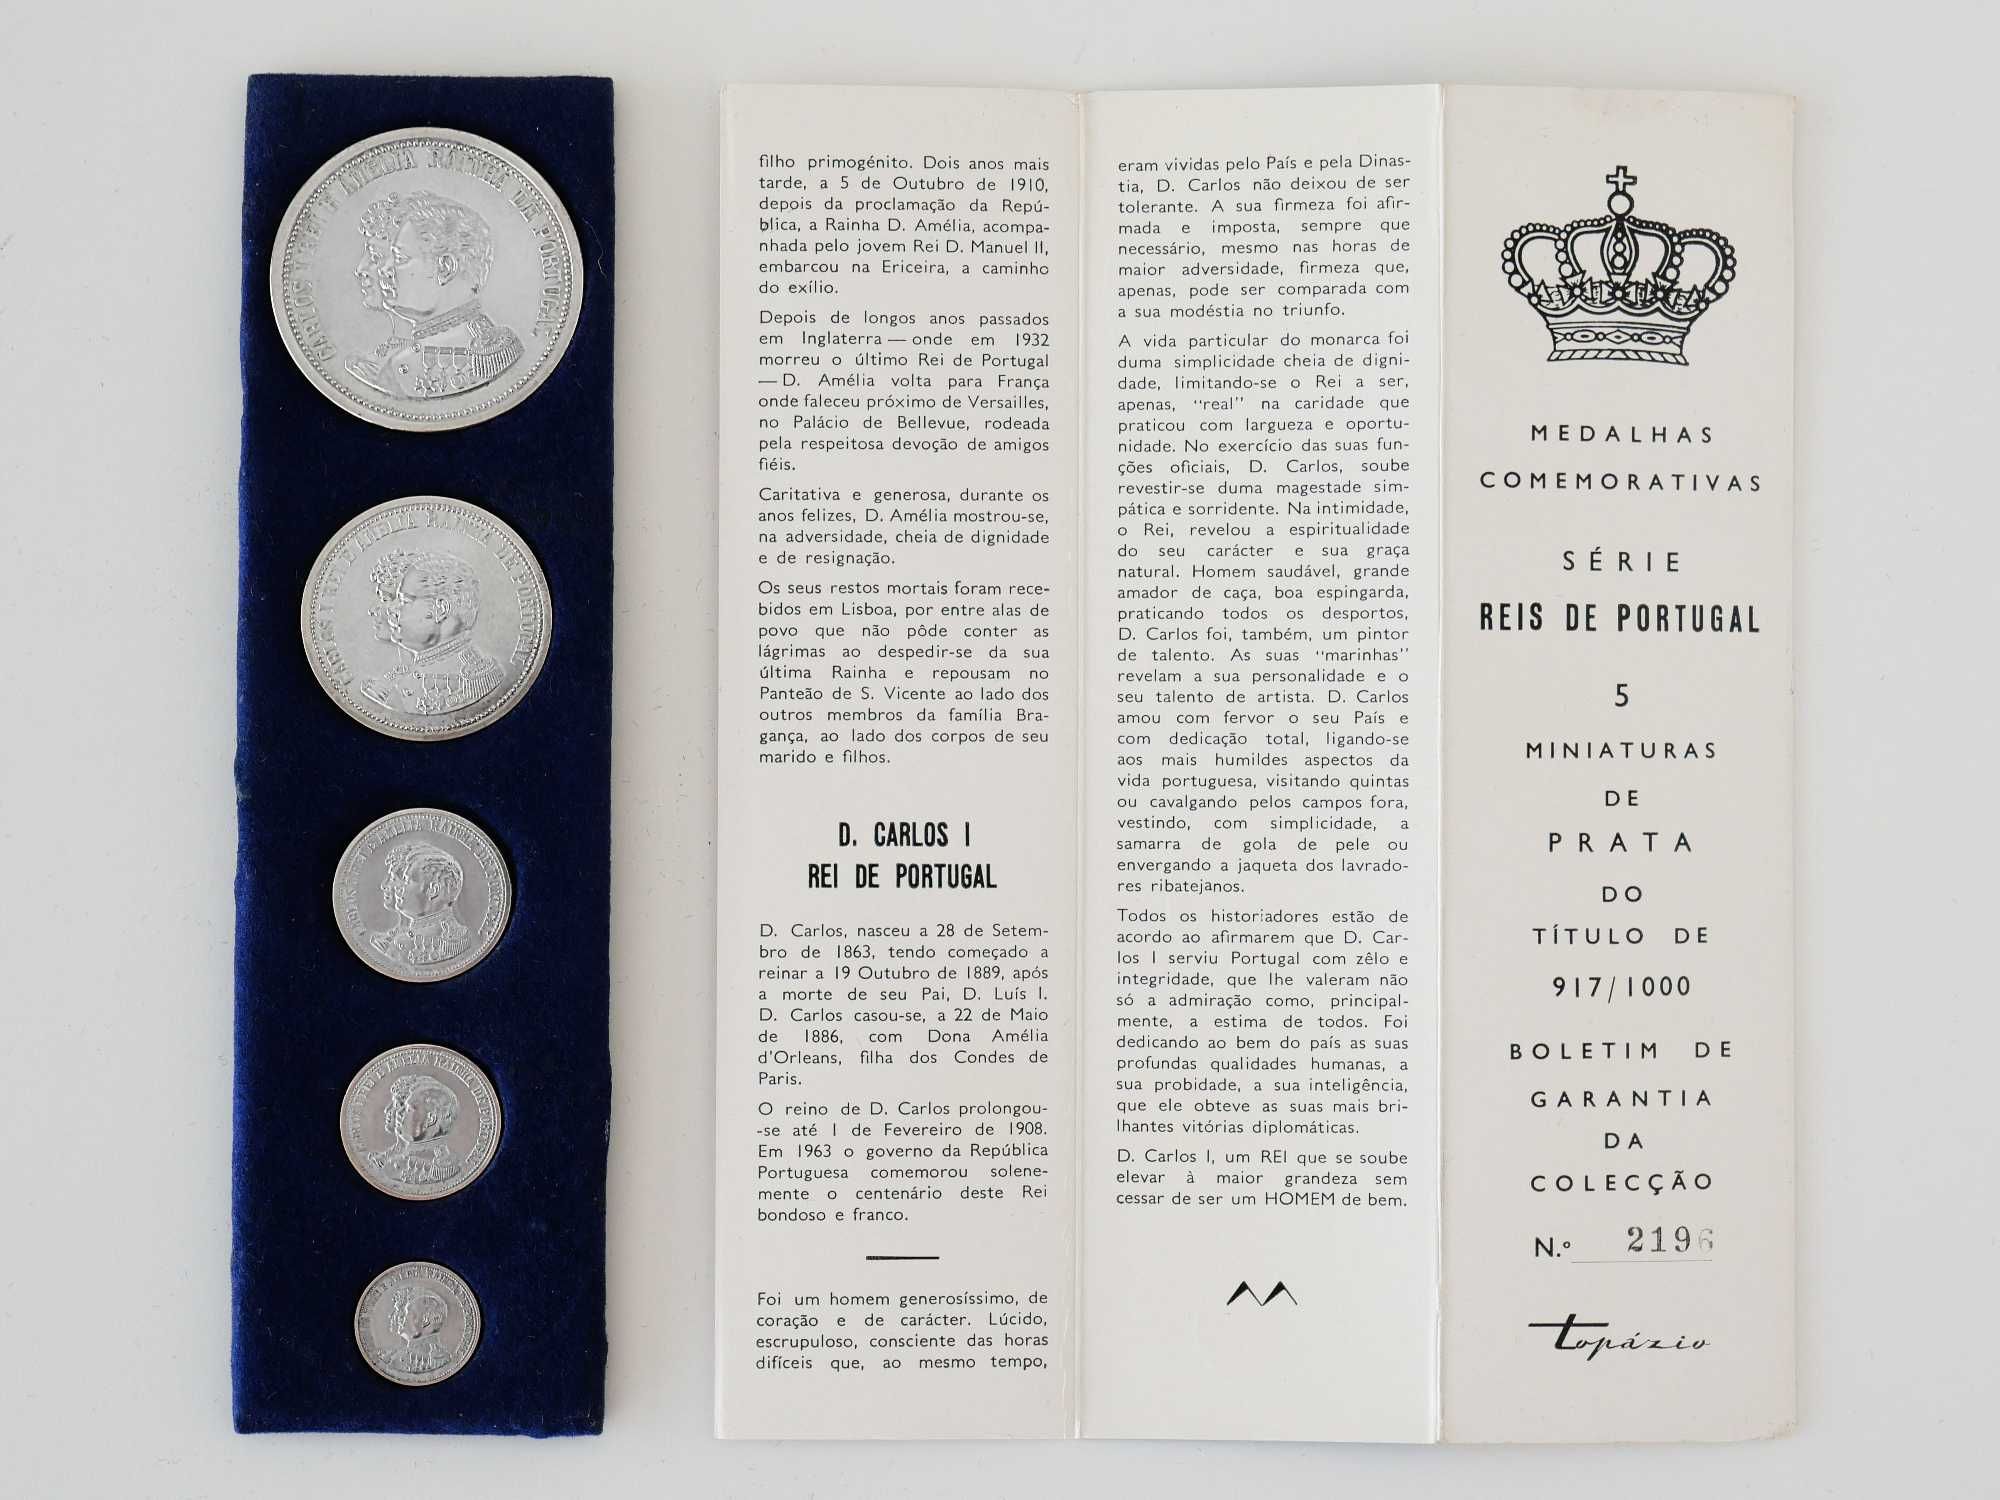 CARLOS I REI E AMELIA RAINHA DE PORTUGAL
CARLOS I REI E AMELIA RAINHA DE PORTUGAL
CARLOS I REI E AMELIA RAINHA DE PORTUGAL
filho primogénito. Dois anos mais
tarde, a 5 de Outubro de 1910,
depois da proclamação da Repú-
blica, a Rainha D. Amélia, acompa-
nhada pelo jovem Rei D. Manuel II,
embarcou na Ericeira, a caminho
do exílio.
Depois de longos anos passados
em Inglaterra — onde em 1932
morreu o último Rei de Portugal
— D. Amélia volta para França
onde faleceu próximo de Versailles,
no Palácio de Bellevue, rodeada
pela respeitosa devoção de amigos
fiéis.
Caritativa e generosa, durante os
anos felizes, D. Amélia mostrou-se,
na adversidade, cheia de dignidade
e de resignação.
Os seus restos mortais foram rece-
bidos em Lisboa, por entre alas de
povo que não pôde conter as
lágrimas ao despedir-se da sua
última Rainha e repousam no
Panteão de S. Vicente ao lado dos
outros membros da família Bra-
gança, ao lado dos corpos de seu
marido e filhos.
D. CARLOS I
REI DE PORTUGAL
D. Carlos, nasceu a 28 de Setem-
bro de 1863, tendo começado a
reinar a 19 Outubro de 1889, após
a morte de seu Pai, D. Luís I.
D. Carlos casou-se, a 22 de Maio
de 1886, com Dona Amélia
d'Orleans, filha dos Condes de
Paris.
O reino de D. Carlos prolongou-
-se até 1 de Fevereiro de 1908.
Em 1963 o governo da República
Portuguesa comemorou solene-
mente o centenário deste Rei
bondoso e franco.
Foi um homem generosíssimo, de
coração e de carácter. Lúcido,
escrupuloso, consciente das horas
difíceis que, ao mesmo tempo,
eram vividas pelo País e pela Dinas-
tia, D. Carlos não deixou de ser
tolerante. A sua firmeza foi afir-
mada e imposta, sempre que
necessário, mesmo nas horas de
maior adversidade, firmeza que,
apenas, pode ser comparada com
a sua modéstia no triunfo.
A vida particular do monarca foi
duma simplicidade cheia de digni-
dade, limitando-se o Rei a ser,
apenas, "real" na caridade que
praticou com largueza e oportu-
nidade. No exercício das suas fun-
ções oficiais, D. Carlos, soube
revestir-se duma magestade sim-
pática e sorridente. Na intimidade,
o Rei, revelou a espiritualidade
do seu carácter e sua graça
natural. Homem saudável, grande
amador de caça, boa espingarda,
praticando todos os desportos,
D. Carlos foi, também, um pintor
de talento. As suas "marinhas"
revelam a sua personalidade e o
seu talento de artista. D. Carlos
amou com fervor o seu País e
com dedicação total, ligando-se
aos mais humildes aspectos da
vida portuguesa, visitando quintas
ou cavalgando pelos campos fora,
vestindo, com simplicidade, a
samarra de gola de pele ou
envergando a jaqueta dos lavrado-
res ribatejanos.
Todos os historiadores estão de
acordo ao afirmarem que D. Car-
los I serviu Portugal com zêlo e
integridade, que lhe valeram não
só a admiração como, principal-
mente, a estima de todos. Foi
dedicando ao bem do país as suas
profundas qualidades humanas, a
sua probidade, a sua inteligência,
que ele obteve as suas mais bri-
lhantes vitórias diplomáticas.
D. Carlos I, um REI que se soube
elevar à maior grandeza sem
cessar de ser um HOMEM de bem.
MEDALHAS
COMEMORATIVAS
SÉRIE
REIS DE PORTUGAL
5
MINIATURAS
DE
PRATA
DO
TÍTULO DE
917/1000
BOLETIM DE
GARANTIA
DA
COLECÇÃO
N.º 2196
topázio